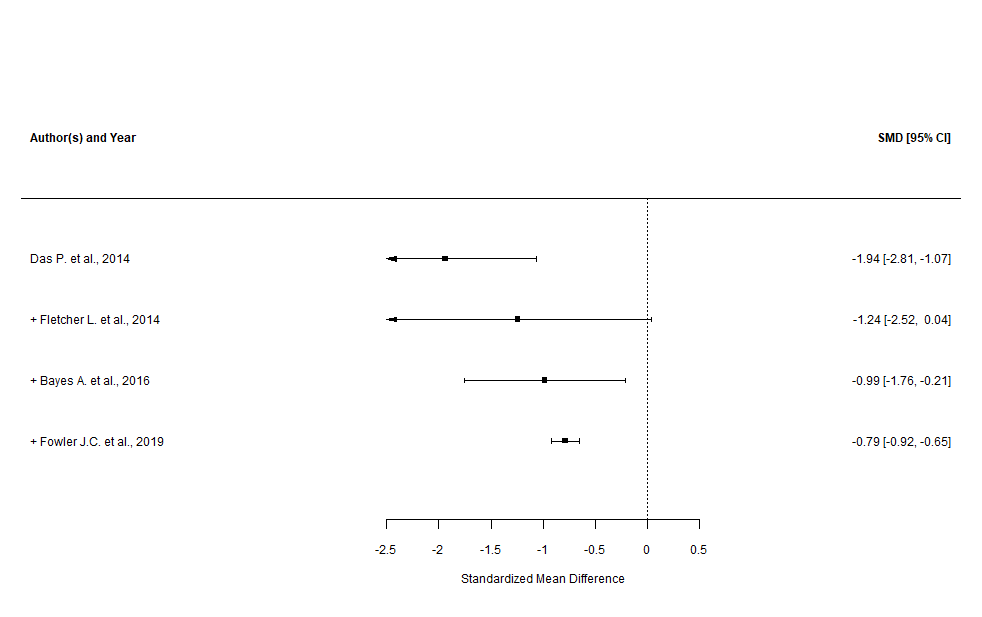 Author(s) and Year SMD [95% CI]
Das P. et al., 2014 -1.94 [-2.81, -1.07]
+ Fletcher L. et al., 2014 -1.24 [-2.52, 0.04]
+ Bayes A. et al., 2016 -0.99 [-1.76, -0.21]
+ Fowler J.C. et al., 2019 -0.79 [-0.92, -0.65]
-2.5 -2 -1.5 -1 -0.5 0 0.5
Standardized Mean Difference